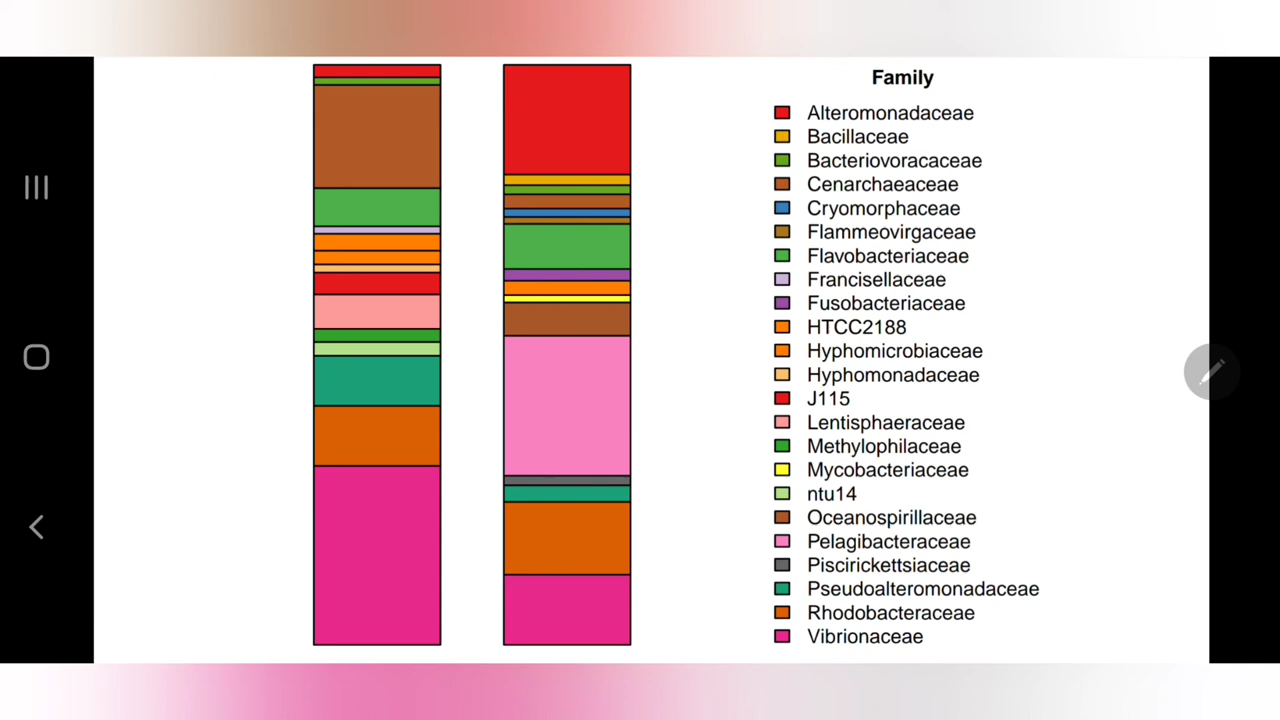 Family
Alteromonadaceae
Bacillaceae
Bacteriovoracaceae
Cenarchaeaceae
Cryomorphaceae
Flammeovirgaceae
Flavobacteriaceae
Francisellaceae
Fusobacteriaceae
HTCC2188
Hyphomicrobiaceae
Hyphomonadaceae
J115
Lentisphaeraceae
Methylophilaceae
Mycobacteriaceae
ntu14
Oceanospirillaceae
Pelagibacteraceae
Piscirickettsiaceae
Pseudoalteromonadaceae
Rhodobacteraceae
Vibrionaceae